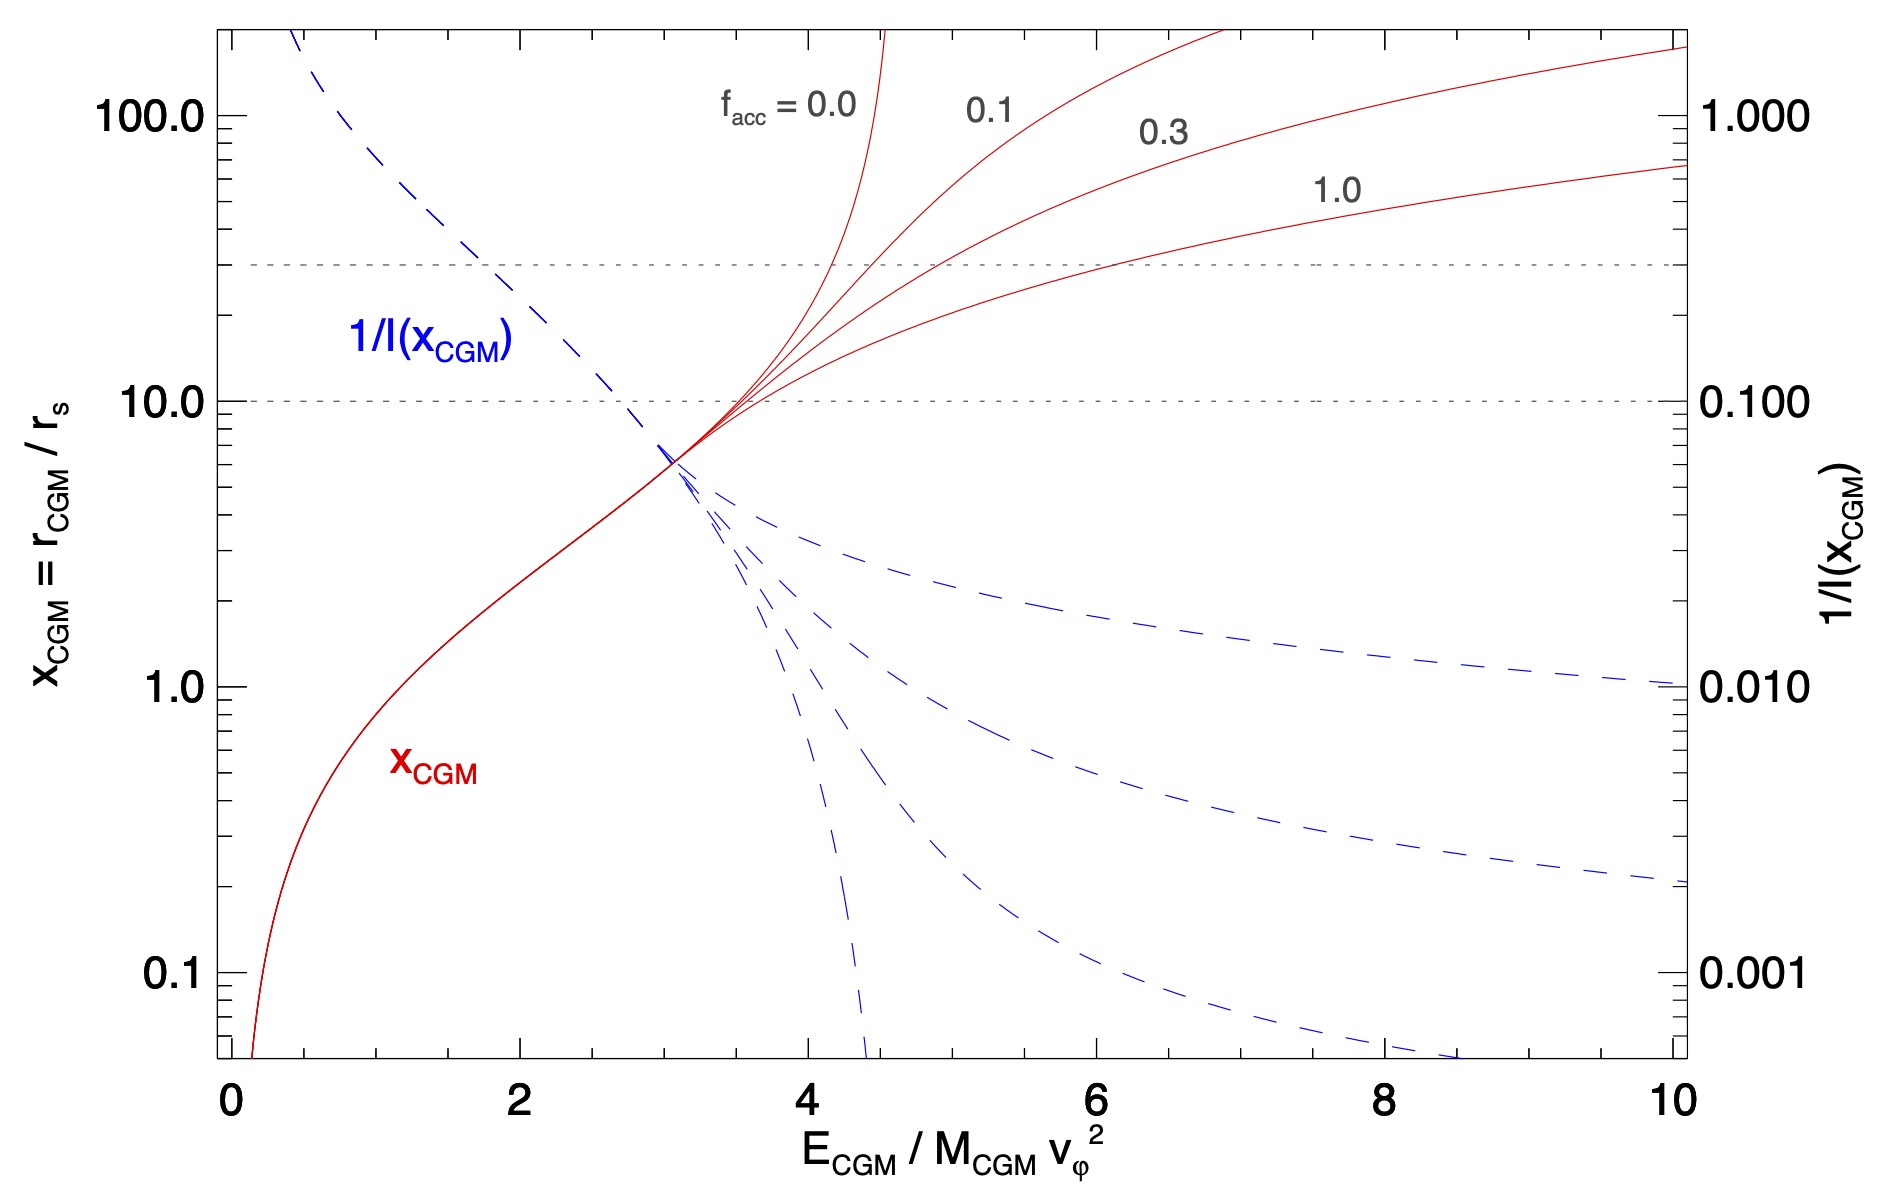 100.0
10.0
1.0
0.1
x_CGM = r_CGM / r_s
f_acc = 0.0
0.1
0.3
1.0
1/I(x_CGM)
x_CGM
1.000
0.100
0.010
0.001
1/I(x_CGM)
0 2 4 6 8 10
E_CGM / M_CGM v_φ^2